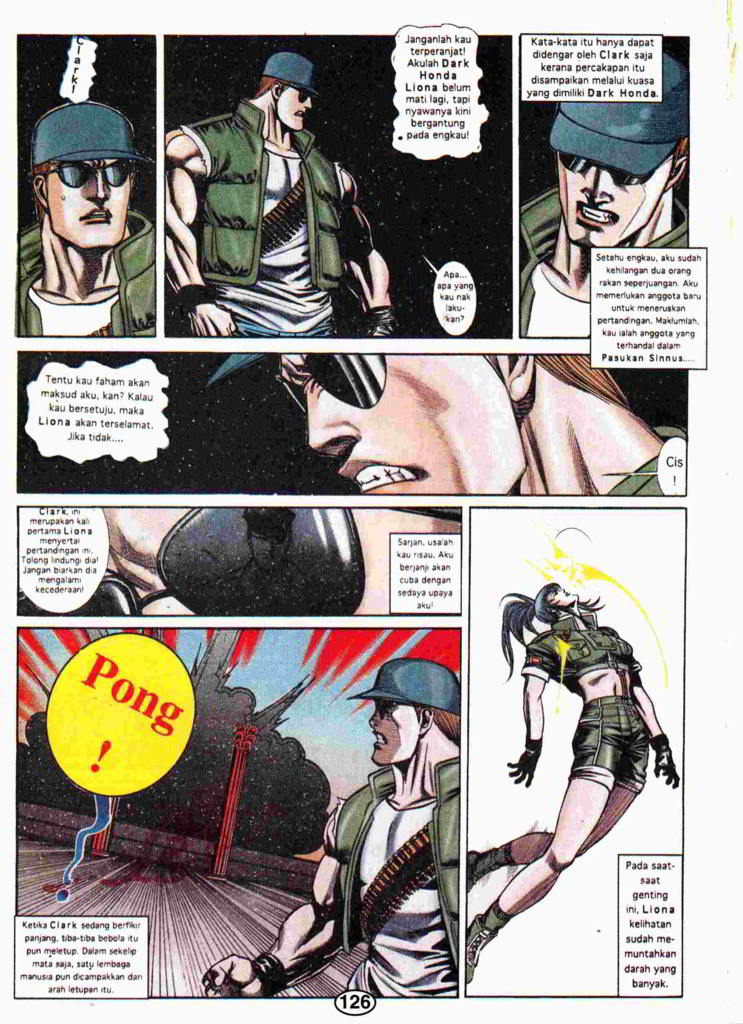 Clark!
Janganlah kau
terperanjat!
Akulah Dark
Honda
Liona belum
mati lagi, tapi
nyawanya kini
bergantung
pada engkau!
Apa...
apa yang
kau nak
laku-
kan?
Kata-kata itu hanya dapat
didengar oleh Clark saja
kerana percakapan itu
disampaikan melalui kuasa
yang dimiliki Dark Honda.
Setahu engkau, aku sudah
kehilangan dua orang
rakan seperjuangan. Aku
memerlukan anggota baru
untuk meneruskan
pertandingan. Maklumlah,
kau ialah anggota yang
terhandal dalam
Pasukan Sinnus.....
Tentu kau faham akan
maksud aku, kan? Kalau
kau bersetuju, maka
Liona akan terselamat.
Jika tidak....
Cis
!
Clark, ini
merupakan kali
pertama Liona
menyertai
pertandingan ini.
Tolong lindungi dia!
Jangan biarkan dia
mengalami
kecederaan!
Sarjan, usalah
kau risau. Aku
berjanji akan
cuba dengan
sedaya upaya
aku!
Pong
!
Ketika Clark sedang berfikir
panjang, tiba-tiba bebola itu
pun meletup. Dalam sekelip
mata saja, satu lembaga
manusia pun dicampakkan dari
arah letupan itu.
Pada saat-
saat
genting
ini, Liona
kelihatan
sudah me-
muntahkan
darah yang
banyak.
126